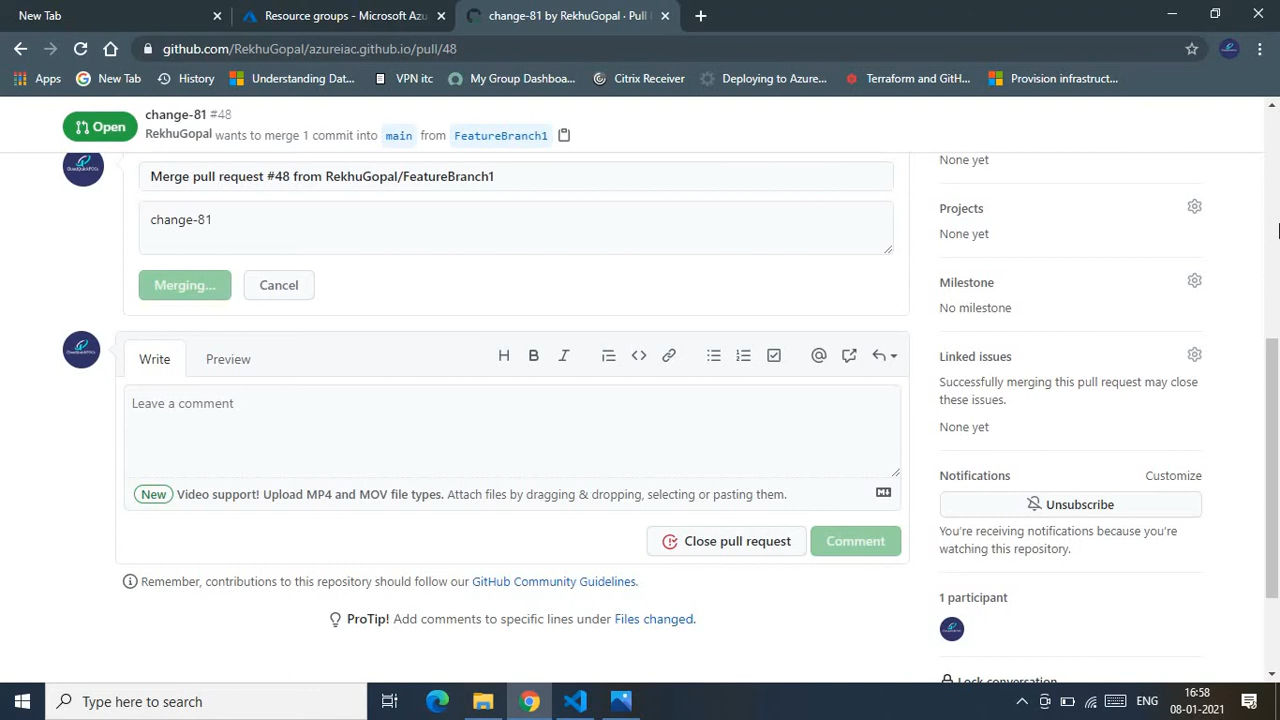 New Tab
Resource groups - Microsoft Azu
change-81 by RekhuGopal · Pull
github.com/RekhuGopal/azureiac.github.io/pull/48
Apps
New Tab
History
Understanding Dat...
VPN itc
My Group Dashboa...
Citrix Receiver
Deploying to Azure...
Terraform and GitH...
Provision infrastruct...
Open
change-81 #48
RekhuGopal wants to merge 1 commit into main from FeatureBranch1
Merge pull request #48 from RekhuGopal/FeatureBranch1
change-81
Merging...
Cancel
Write
Preview
Leave a comment
New Video support! Upload MP4 and MOV file types. Attach files by dragging & dropping, selecting or pasting them.
Close pull request
Comment
Remember, contributions to this repository should follow our GitHub Community Guidelines.
ProTip! Add comments to specific lines under Files changed.
None yet
Projects
None yet
Milestone
No milestone
Linked issues
Successfully merging this pull request may close
these issues.
None yet
Notifications
Customize
Unsubscribe
You're receiving notifications because you're
watching this repository.
1 participant
Lock conversation
Type here to search
ENG
16:58
08-01-2021